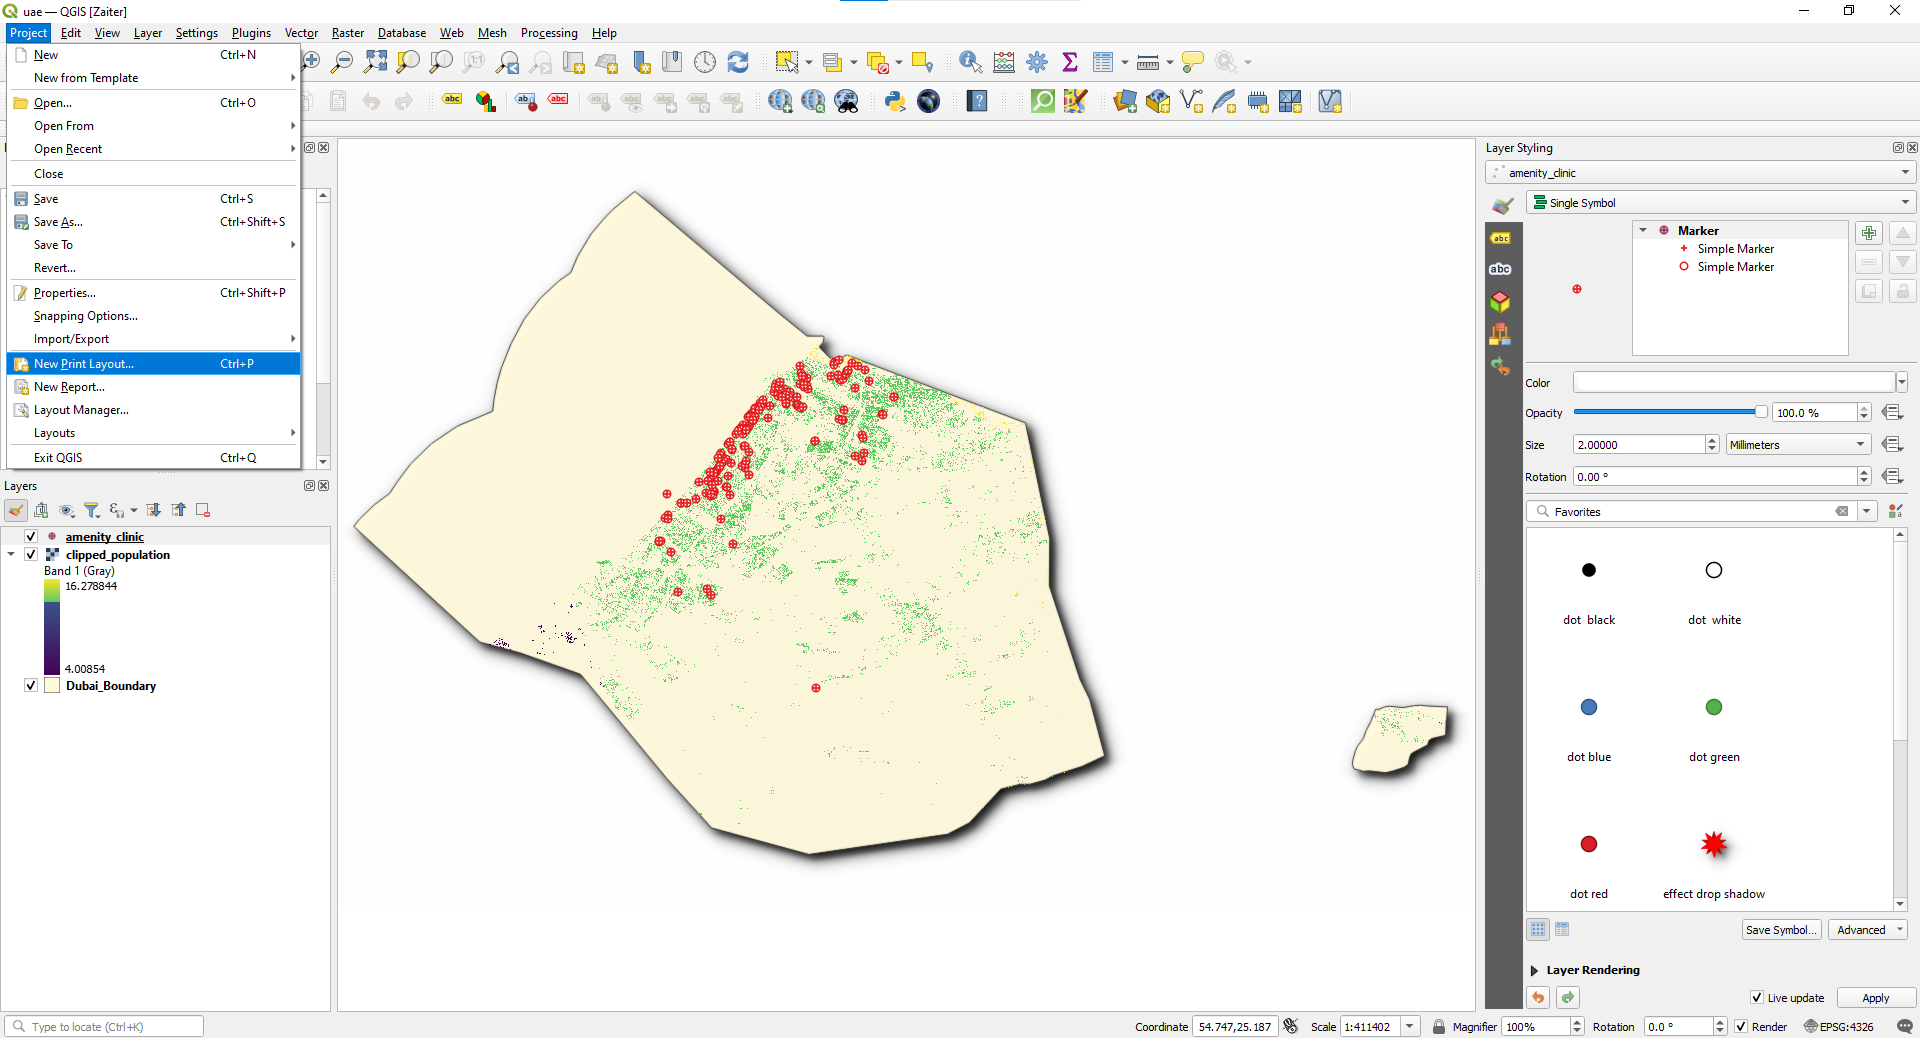 uae — QGIS [Zaiter]
Project Edit View Layer Settings Plugins Vector Raster Database Web Mesh Processing Help
New Ctrl+N
New from Template
Open... Ctrl+O
Open From
Open Recent
Close
Save Ctrl+S
Save As... Ctrl+Shift+S
Save To
Revert...
Properties... Ctrl+Shift+P
Snapping Options...
Import/Export
New Print Layout... Ctrl+P
New Report...
Layout Manager...
Layouts
Exit QGIS Ctrl+Q
Layers
amenity_clinic
clipped_population
Band 1 (Gray)
16.278844
4.00854
Dubai_Boundary
Layer Styling
amenity_clinic
Single Symbol
Marker
Simple Marker
Simple Marker
Color
Opacity 100.0 %
Size 2.00000 Millimeters
Rotation 0.00 °
Favorites
dot black dot white
dot blue dot green
dot red effect drop shadow
Save Symbol... Advanced
Layer Rendering
Live update Apply
Type to locate (Ctrl+K) Coordinate 54.747,25.187 Scale 1:411402 Magnifier 100% Rotation 0.0 ° Render EPSG:4326